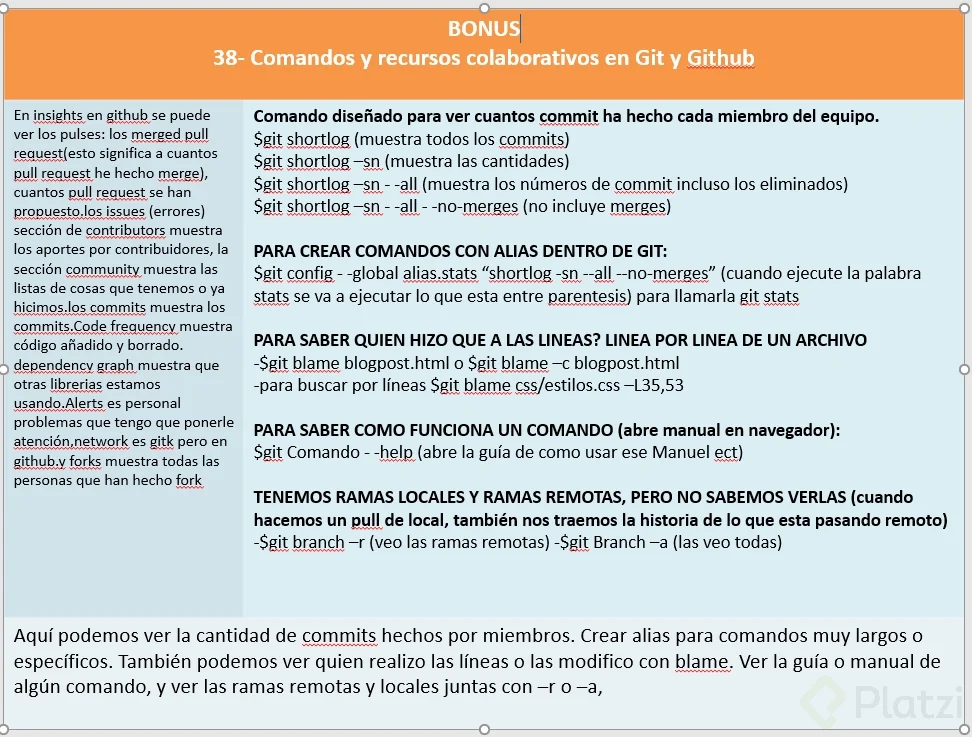 BONUS
38- Comandos y recursos colaborativos en Git y Github
En insights en github se puede
ver los pulses: los merged pull
request(esto significa a cuantos
pull request he hecho merge),
cuantos pull request se han
propuesto.los issues (errores)
sección de contributors muestra
los aportes por contribuidores, la
sección community muestra las
listas de cosas que tenemos o ya
hicimos.los commits muestra los
commits.Code frequency muestra
código añadido y borrado.
dependency graph muestra que
otras librerias estamos
usando.Alerts es personal
problemas que tengo que ponerle
atención,network es gitk pero en
github.y forks muestra todas las
personas que han hecho fork
Comando diseñado para ver cuantos commit ha hecho cada miembro del equipo.
$git shortlog (muestra todos los commits)
$git shortlog –sn (muestra las cantidades)
$git shortlog –sn - -all (muestra los números de commit incluso los eliminados)
$git shortlog –sn - -all - -no-merges (no incluye merges)
PARA CREAR COMANDOS CON ALIAS DENTRO DE GIT:
$git config - -global alias.stats “shortlog -sn --all --no-merges” (cuando ejecute la palabra
stats se va a ejecutar lo que esta entre parentesis) para llamarla git stats
PARA SABER QUIEN HIZO QUE A LAS LINEAS? LINEA POR LINEA DE UN ARCHIVO
-$git blame blogpost.html o $git blame –c blogpost.html
-para buscar por líneas $git blame css/estilos.css –L35,53
PARA SABER COMO FUNCIONA UN COMANDO (abre manual en navegador):
$git Comando - -help (abre la guía de como usar ese Manuel ect)
TENEMOS RAMAS LOCALES Y RAMAS REMOTAS, PERO NO SABEMOS VERLAS (cuando
hacemos un pull de local, también nos traemos la historia de lo que esta pasando remoto)
-$git branch –r (veo las ramas remotas) -$git Branch –a (las veo todas)
Aquí podemos ver la cantidad de commits hechos por miembros. Crear alias para comandos muy largos o
específicos. También podemos ver quien realizo las líneas o las modifico con blame. Ver la guía o manual de
algún comando, y ver las ramas remotas y locales juntas con –r o –a,
Platzi